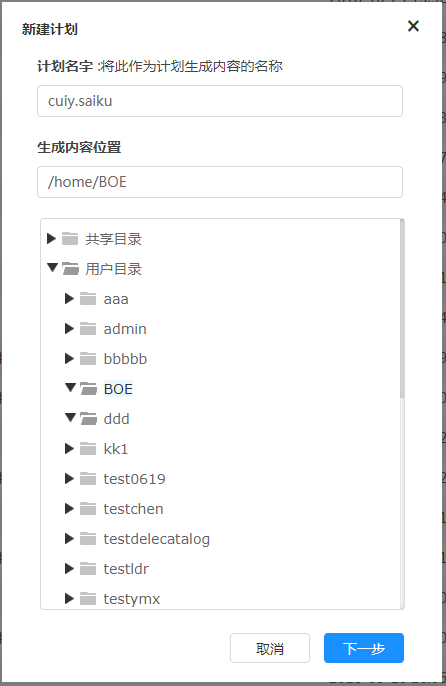 新建计划
计划名字 :将此作为计划生成内容的名称
cuiy.saiku
生成内容位置
/home/BOE
共享目录
用户目录
aaa
admin
bbbbb
BOE
ddd
kk1
test0619
testchen
testdelecatalog
testldr
testymx
取消
下一步